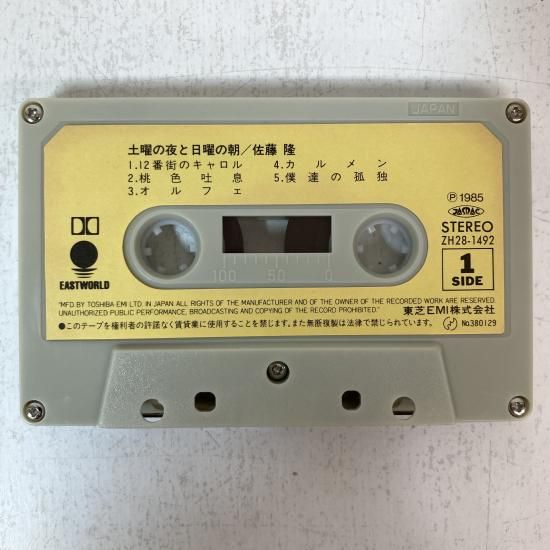 JAPAN
土曜の夜と日曜の朝／佐藤 隆
1.12番街のキャロル
2.桃色吐息
3.オルフェ
4.カルメン
5.僕達の孤独
Ⓟ1985
JASRAC
STEREO
ZH28-1492
1
SIDE
EASTWORLD
100 50 0
"MFD. BY TOSHIBA-EMI LTD. IN JAPAN ALL RIGHTS OF THE MANUFACTURER AND OF THE OWNER OF THE RECORDED WORK ARE RESERVED.
UNAUTHORIZED PUBLIC PERFORMANCE, BROADCASTING AND COPYING OF THE RECORD PROHIBITED."
東芝EMI株式会社
●このテープを権利者の許諾なく賃貸業に使用することを禁じます。また無断複製は法律で禁じられています。
No.380129